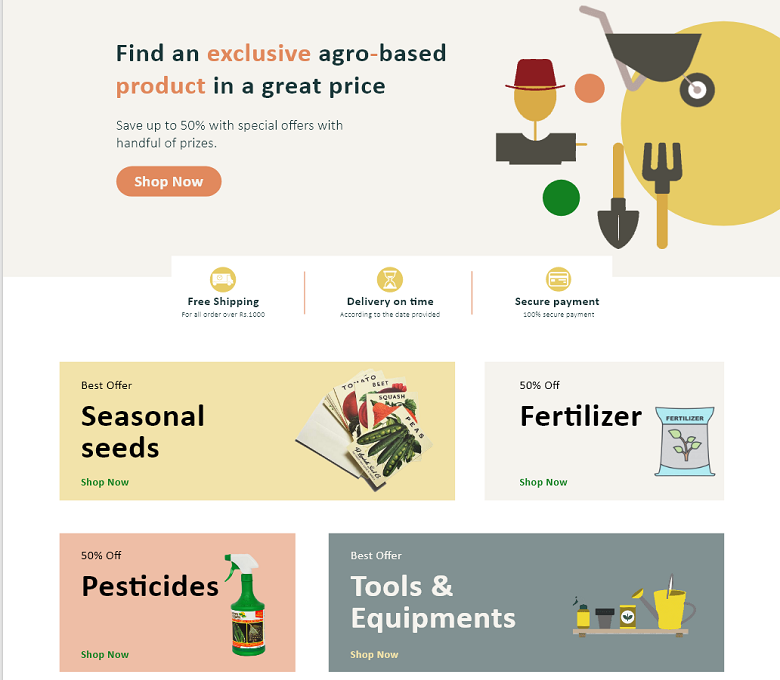 Find an exclusive agro-based
product in a great price
Save up to 50% with special offers with
handful of prizes.
Shop Now
Free Shipping
For all order over Rs.1000
Delivery on time
According to the date provided
Secure payment
100% secure payment
Best Offer
Seasonal
seeds
Shop Now
TOMATO
BEET
SQUASH
PEAS
50% Off
Fertilizer
Shop Now
FERTILIZER
50% Off
Pesticides
Shop Now
Best Offer
Tools &
Equipments
Shop Now